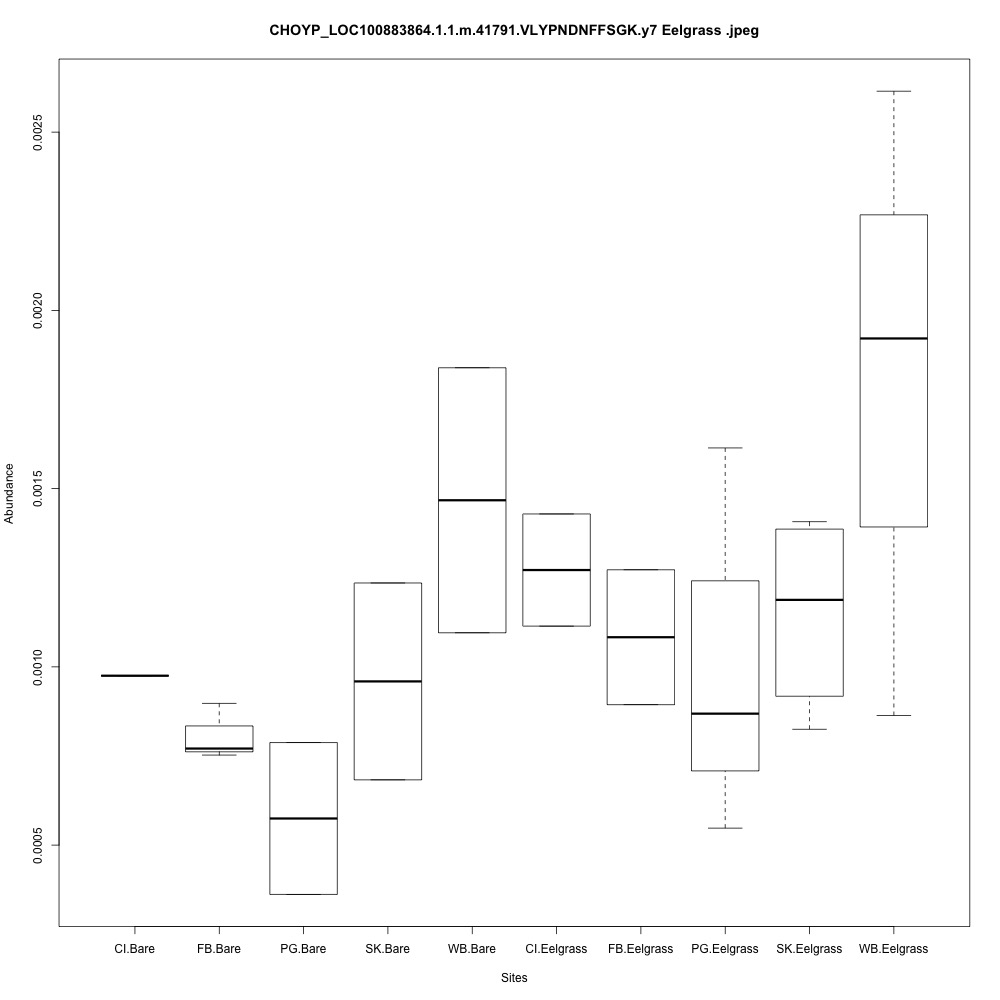 CHOYP_LOC100883864.1.1.m.41791.VLYPNDNFFSGK.y7 Eelgrass .jpeg
0.0025
0.0020
0.0015
0.0010
0.0005
Abundance
CI.Bare FB.Bare PG.Bare SK.Bare WB.Bare CI.Eelgrass FB.Eelgrass PG.Eelgrass SK.Eelgrass WB.Eelgrass
Sites